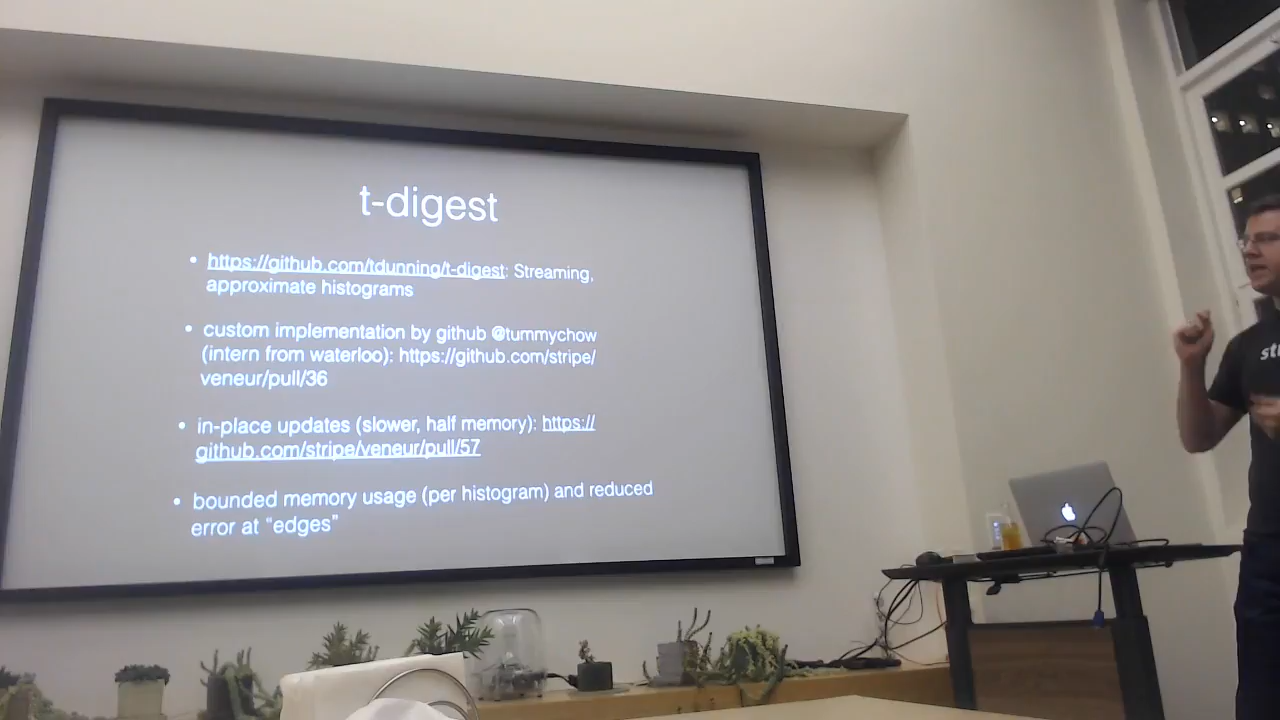 t-digest
• https://github.com/tdunning/t-digest: Streaming,
approximate histograms
• custom implementation by github @tummychow
(intern from waterloo): https://github.com/stripe/
veneur/pull/36
• in-place updates (slower, half memory): https://
github.com/stripe/veneur/pull/57
• bounded memory usage (per histogram) and reduced
error at “edges”